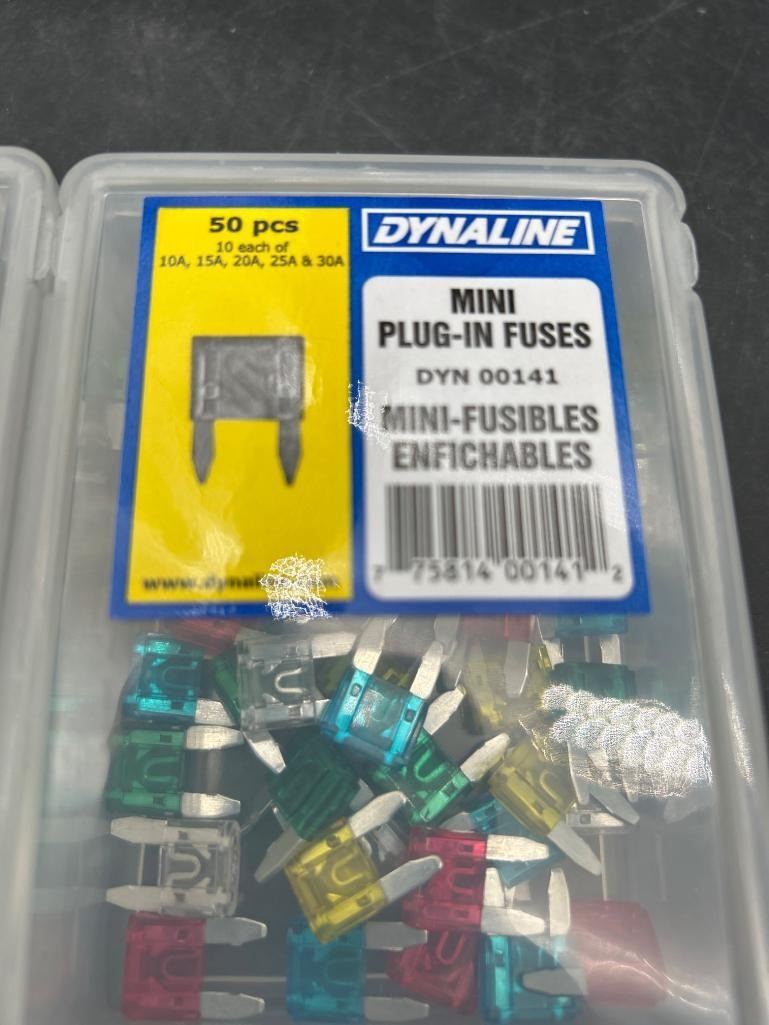 50 pcs
10 each of
10A, 15A, 20A, 25A & 30A
DYNALINE
MINI
PLUG-IN FUSES
DYN 00141
MINI-FUSIBLES
ENFICHABLES
7 75814 00141 2